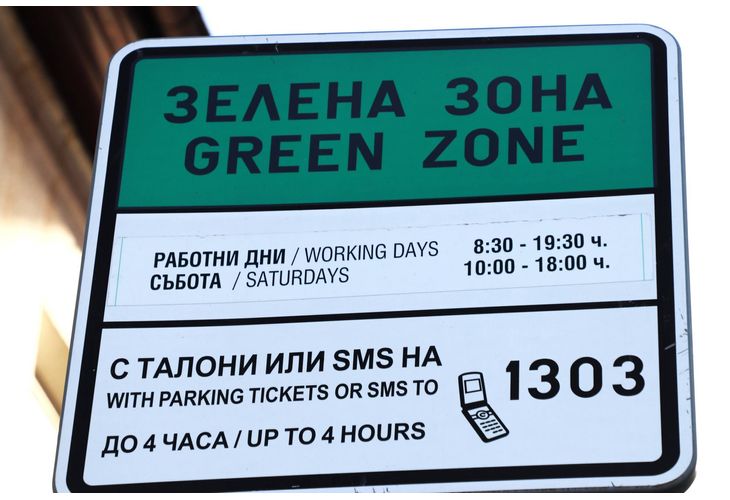 ЗЕЛЕНА ЗОНА
GREEN ZONE
РАБОТНИ ДНИ / WORKING DAYS 8:30 - 19:30 ч.
СЪБОТА / SATURDAYS 10:00 - 18:00 ч.
С ТАЛОНИ ИЛИ SMS НА 1303
WITH PARKING TICKETS OR SMS TO
ДО 4 ЧАСА / UP TO 4 HOURS